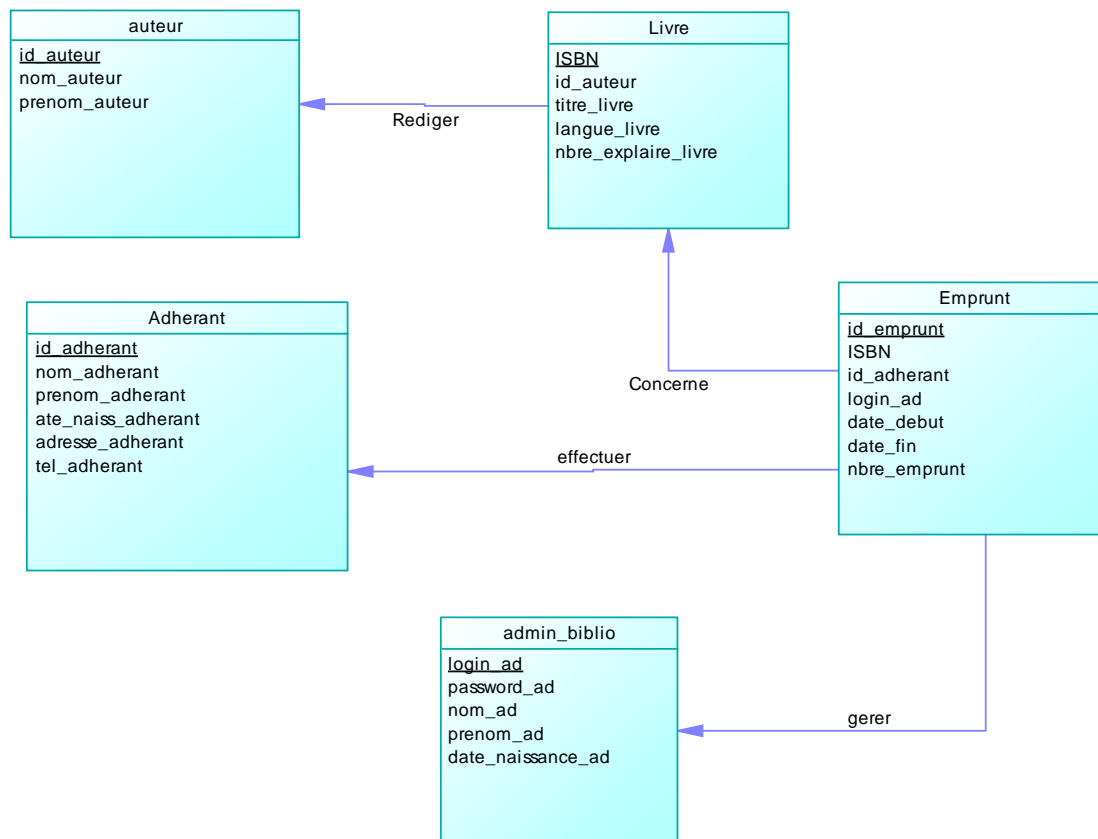 auteur
id_auteur
nom_auteur
prenom_auteur
Rediger
Livre
ISBN
id_auteur
titre_livre
langue_livre
nbre_explaire_livre
Adherant
id_adherant
nom_adherant
prenom_adherant
ate_naiss_adherant
adresse_adherant
tel_adherant
Concerne
effectuer
Emprunt
id_emprunt
ISBN
id_adherant
login_ad
date_debut
date_fin
nbre_emprunt
admin_biblio
login_ad
password_ad
nom_ad
prenom_ad
date_naissance_ad
gerer